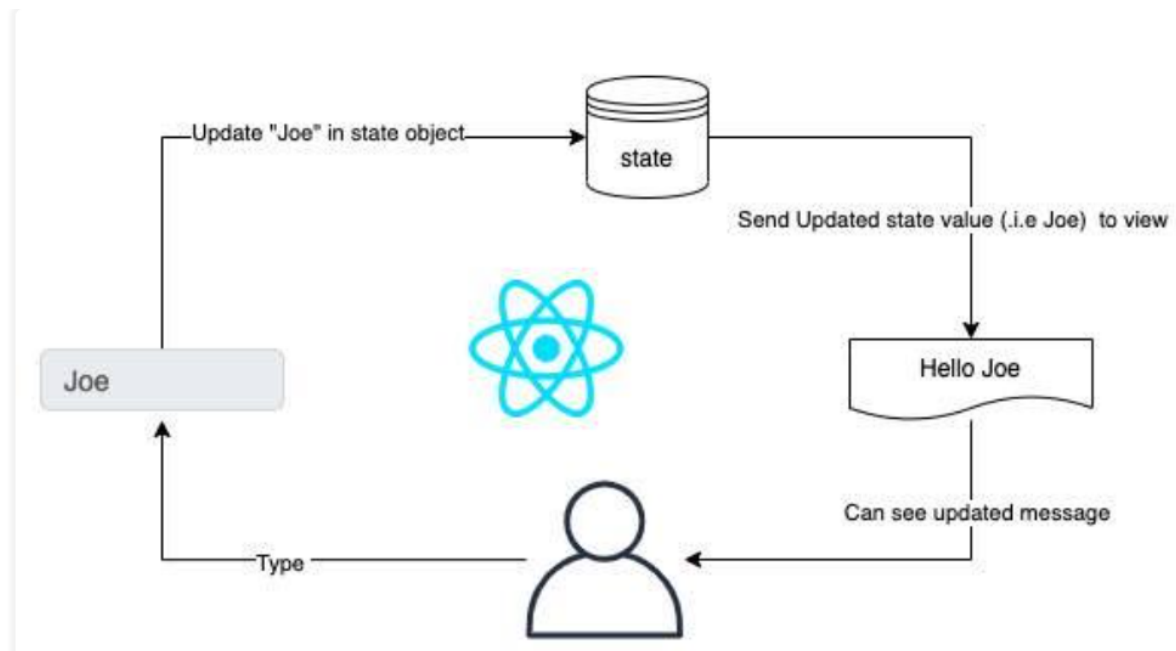 Update "Joe" in state object
state
Send Updated state value (.i.e Joe) to view
Joe
Hello Joe
Can see updated message
Type